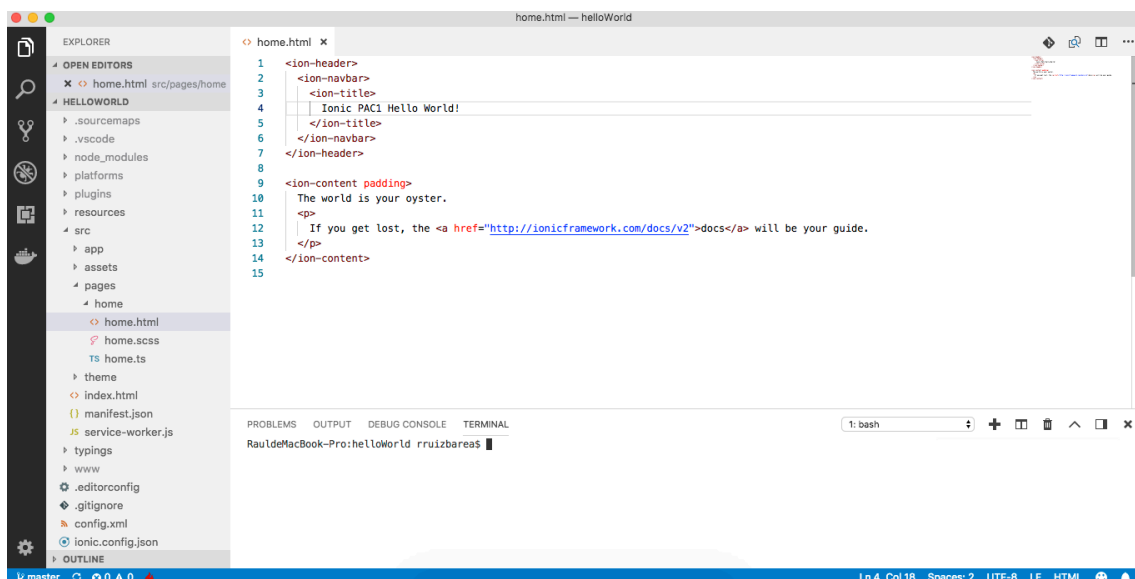 home.html — helloWorld
EXPLORER
OPEN EDITORS
home.html src/pages/home
HELLOWORLD
.sourcemaps
.vscode
node_modules
platforms
plugins
resources
src
app
assets
pages
home
home.html
home.scss
TS home.ts
theme
index.html
{} manifest.json
JS service-worker.js
typings
www
.editorconfig
.gitignore
config.xml
ionic.config.json
OUTLINE
home.html
1 <ion-header>
2 <ion-navbar>
3 <ion-title>
4 Ionic PAC1 Hello World!
5 </ion-title>
6 </ion-navbar>
7 </ion-header>
8
9 <ion-content padding>
10 The world is your oyster.
11 <p>
12 If you get lost, the <a href="http://ionicframework.com/docs/v2">docs</a> will be your guide.
13 </p>
14 </ion-content>
15
PROBLEMS OUTPUT DEBUG CONSOLE TERMINAL 1: bash
RauldeMacBook-Pro:helloWorld rruizbarea$
master 0 0 Ln 4, Col 18 Spaces: 2 UTF-8 LF HTML